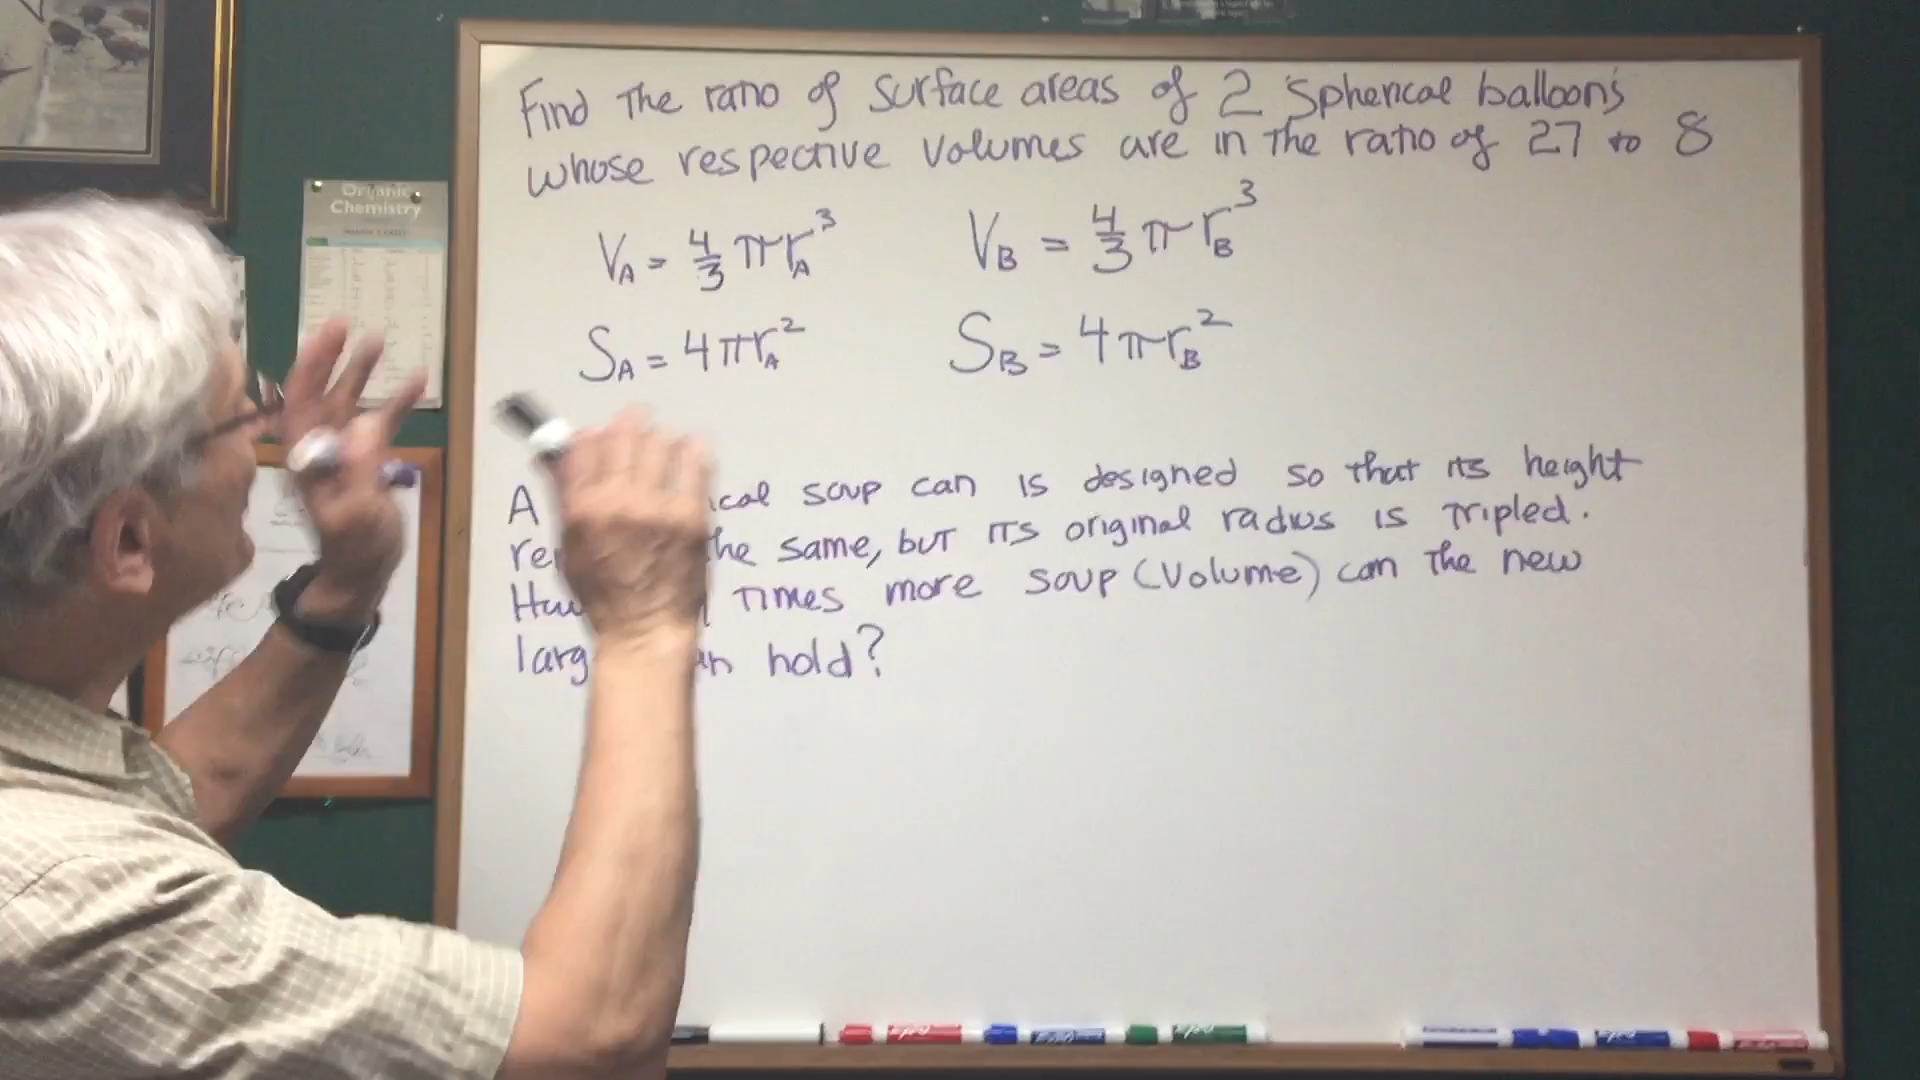 Organic
Chemistry
Find The ratio of surface areas of 2 'spherical balloons'
whose respective volumes are in the ratio of 27 to 8
V_A = 4/3 πr_A^3
V_B = 4/3 πr_B^3
S_A = 4πr_A^2
S_B = 4πr_B^2
A ical soup can is designed so that its height
re he same, but its original radius is tripled.
times more soup (volume) can the new
larg n hold?